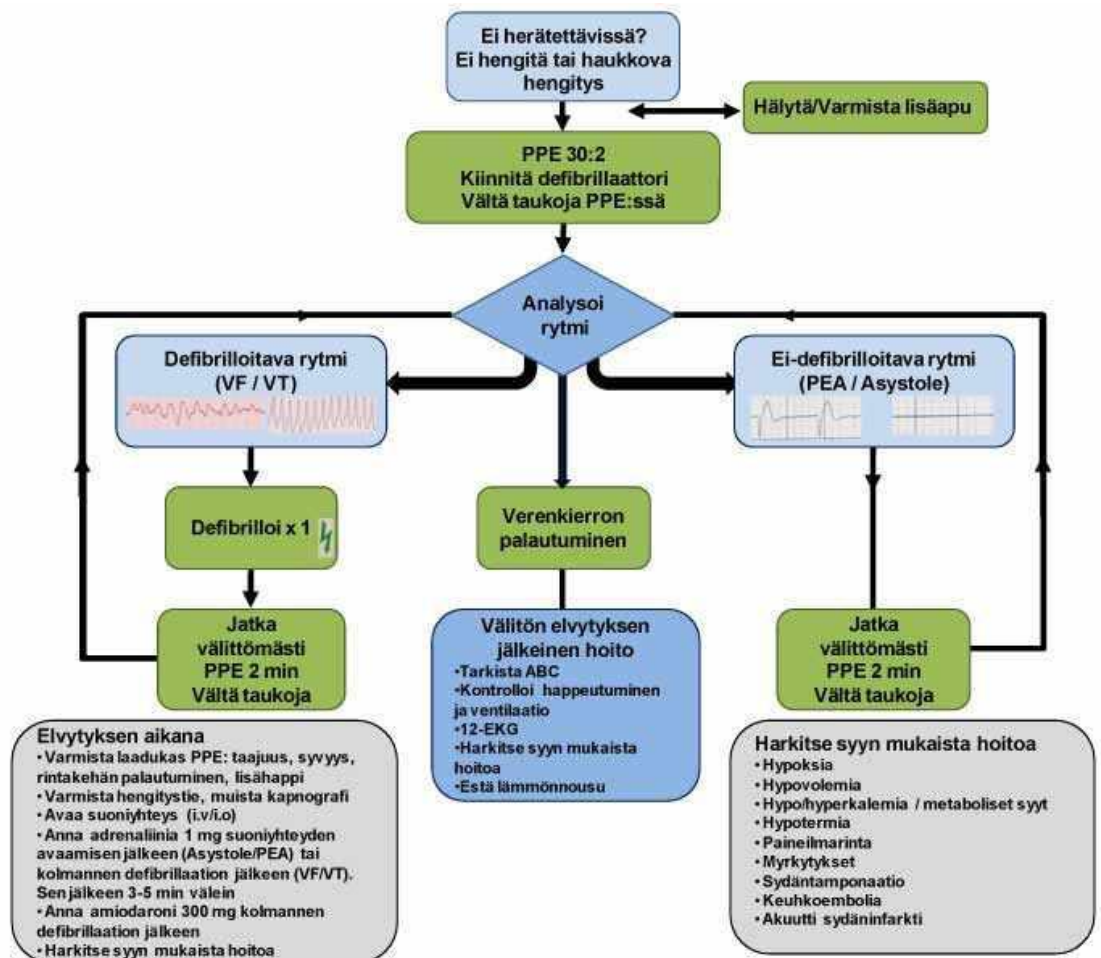 Ei herätettävissä?
Ei hengitä tai haukkova
hengitys
Hälytä/Varmista lisäapu
PPE 30:2
Kiinnitä defibrillaattori
Vältä taukoja PPE:ssä
Analysoi
rytmi
Defibrilloitava rytmi
(VF / VT)
Ei-defibrilloitava rytmi
(PEA / Asystole)
Defibrilloi x 1
Verenkierron
palautuminen
Jatka
välittömästi
PPE 2 min
Vältä taukoja
Välitön elvytyksen
jälkeinen hoito
•Tarkista ABC
•Kontrolloi happeutuminen
ja ventilaatio
•12-EKG
•Harkitse syyn mukaista
hoitoa
•Estä lämmönnousu
Jatka
välittömästi
PPE 2 min
Vältä taukoja
Elvytyksen aikana
• Varmista laadukas PPE: taajuus, syvyys,
rintakehän palautuminen, lisähappi
• Varmista hengitystie, muista kapnografi
• Avaa suoniyhteys (i.v/i.o)
• Anna adrenaliinia 1 mg suoniyhteyden
avaamisen jälkeen (Asystole/PEA) tai
kolmannen defibrillaation jälkeen (VF/VT).
Sen jälkeen 3-5 min välein
• Anna amiodaroni 300 mg kolmannen
defibrillaation jälkeen
• Harkitse syyn mukaista hoitoa
Harkitse syyn mukaista hoitoa
• Hypoksia
• Hypovolemia
• Hypo/hyperkalemia / metaboliset syyt
• Hypotermia
• Paineilmarinta
• Myrkytykset
• Sydäntamponaatio
• Keuhkoembolia
• Akuutti sydäninfarkti